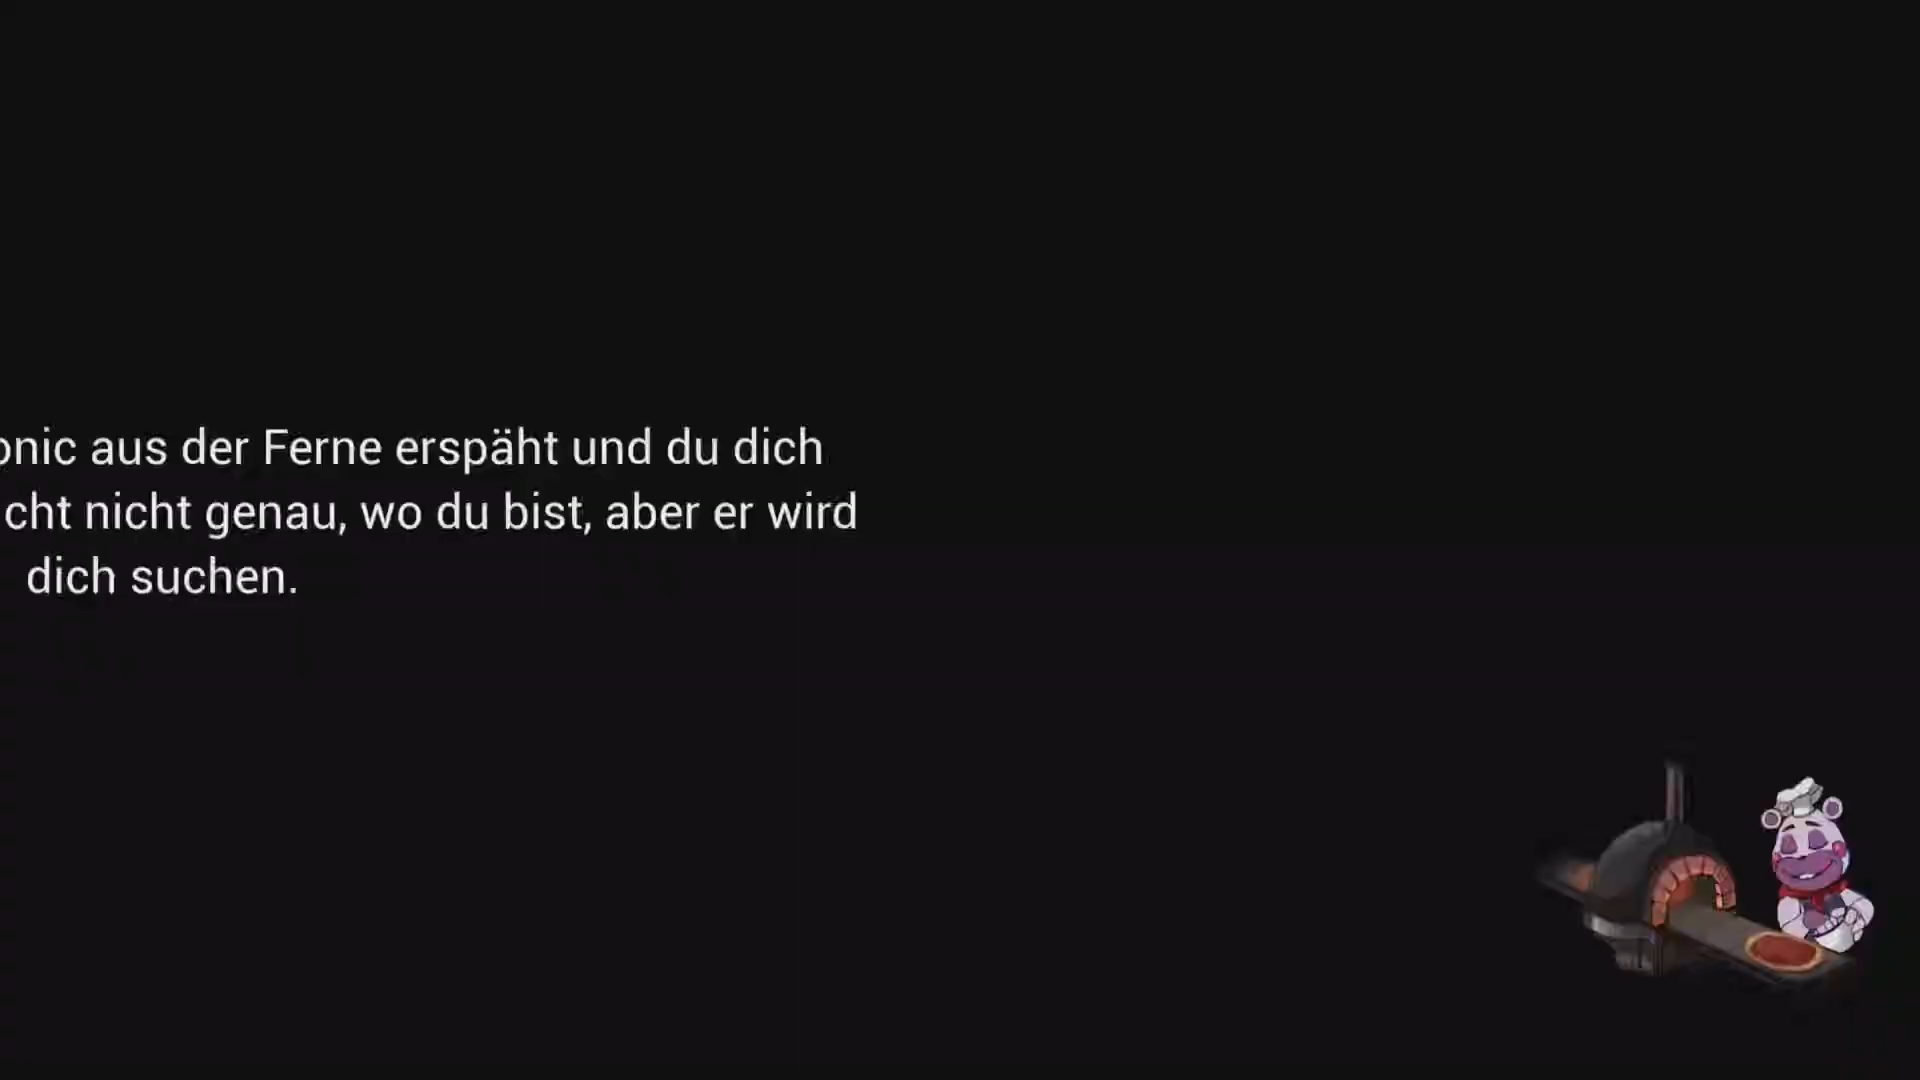 onic aus der Ferne erspäht und du dich
cht nicht genau, wo du bist, aber er wird
dich suchen.